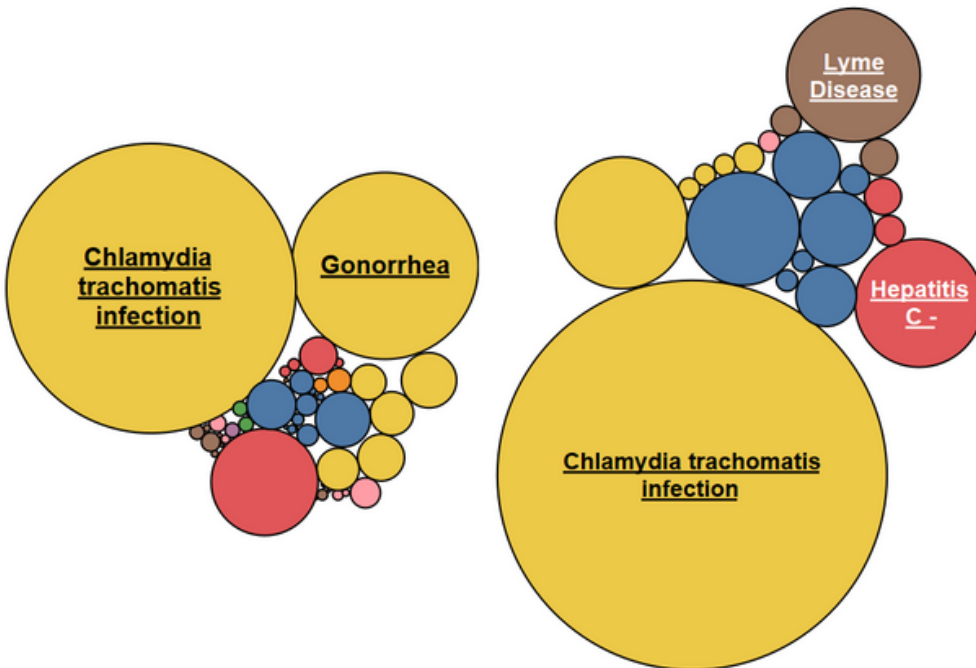 Chlamydia
trachomatis
infection
Gonorrhea
Lyme
Disease
Hepatitis
C -
Chlamydia trachomatis
infection